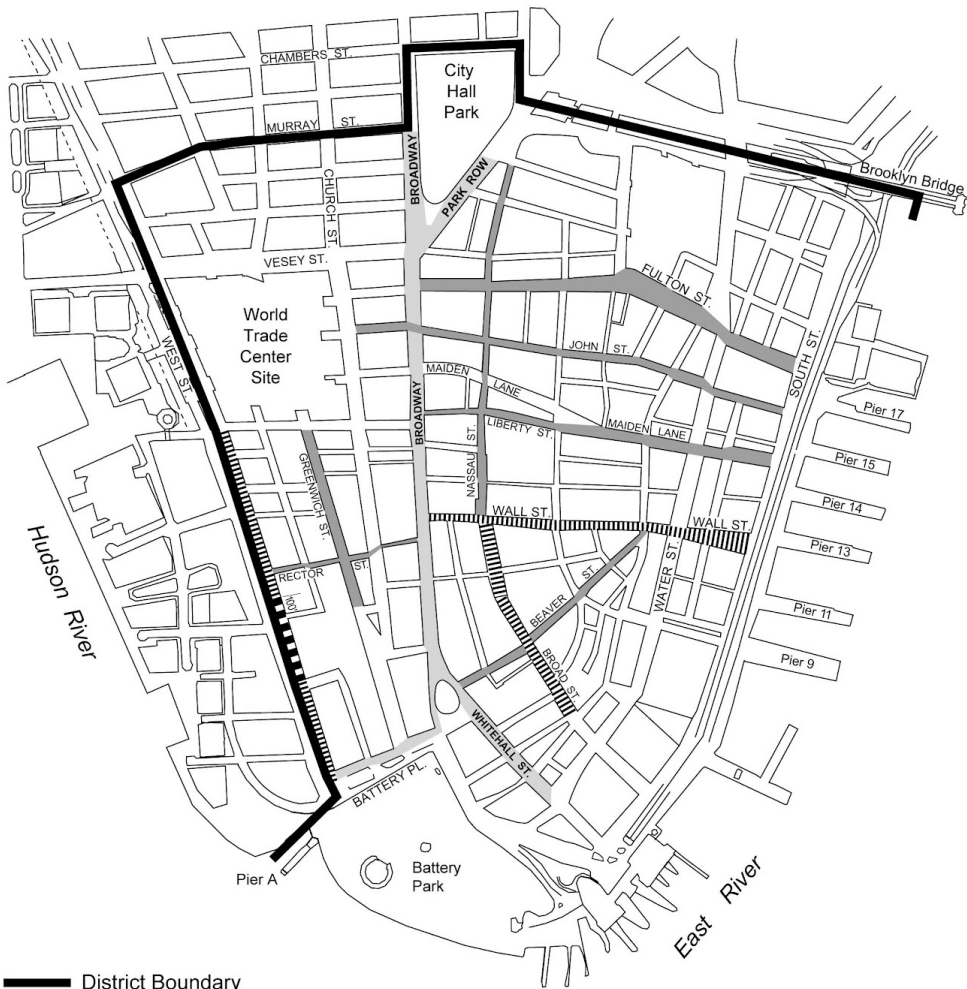 CHAMBERS ST.
City
Hall
Park
MURRAY ST.
BROADWAY
PARK ROW
Brooklyn Bridge
CHURCH ST.
VESEY ST.
FULTON ST.
World
Trade
Center
Site
WEST ST.
JOHN ST.
SOUTH ST.
MAIDEN LANE
Pier 17
BROADWAY
LIBERTY ST.
MAIDEN LANE
NASSAU ST.
GREENWICH ST.
Pier 15
Pier 14
WALL ST.
WALL ST.
Pier 13
Hudson River
RECTOR ST.
100'
BEAVER ST.
WATER ST.
Pier 11
Pier 9
BROAD ST.
WHITEHALL ST.
BATTERY PL.
Pier A
Battery
Park
East River
District Boundary